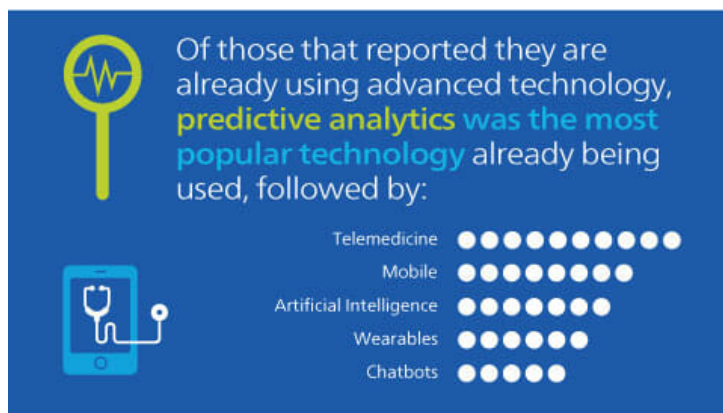 Of those that reported they are
already using advanced technology,
predictive analytics was the most
popular technology already being
used, followed by:
Telemedicine
Mobile
Artificial Intelligence
Wearables
Chatbots